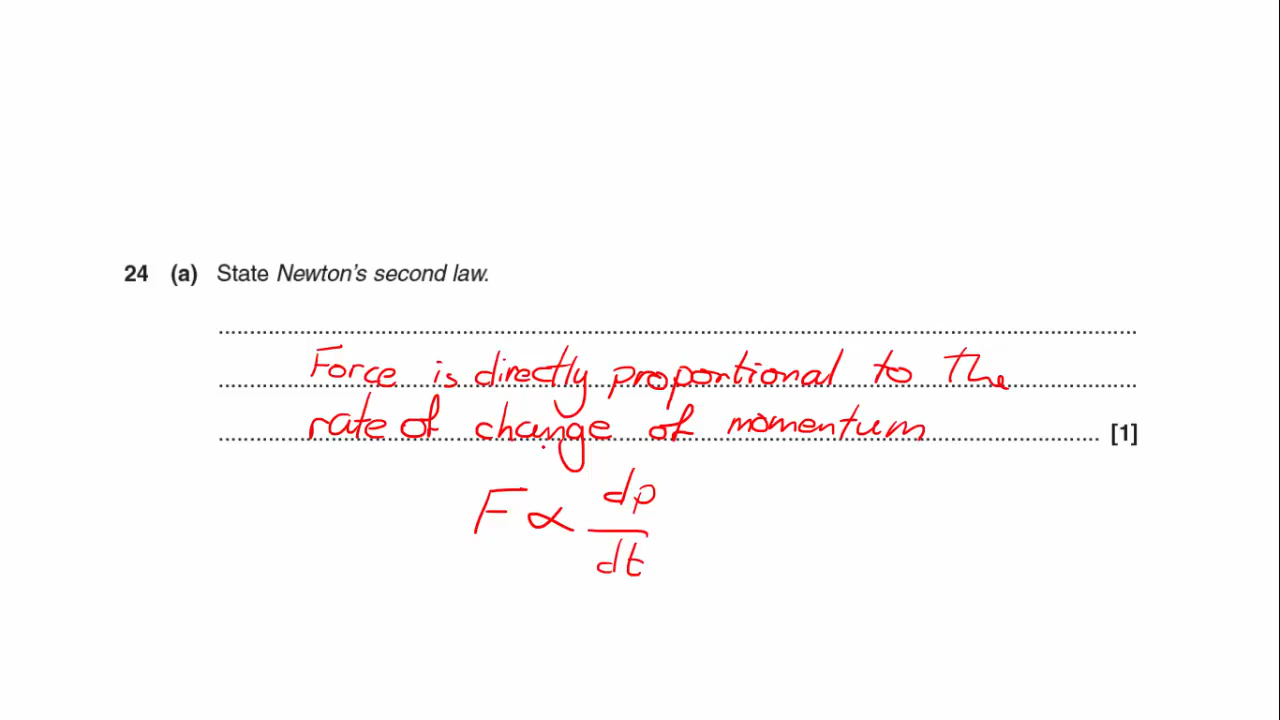 24 (a) State Newton's second law.
Force is directly proportional to the
rate of change of momentum [1]
F ∝ dp
dt